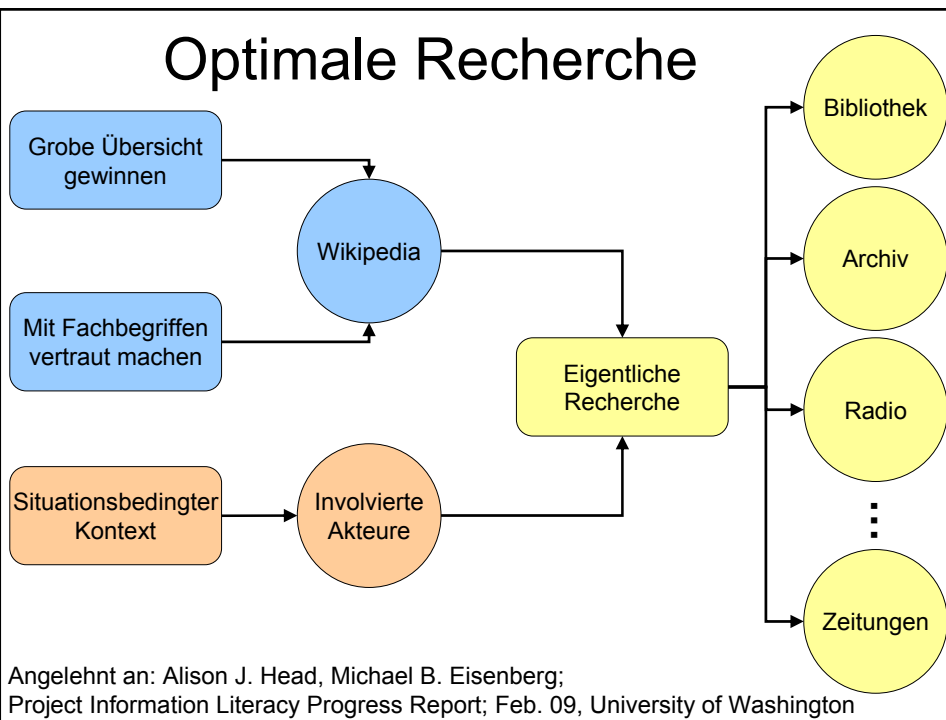 Optimale Recherche
Grobe Übersicht
gewinnen
Mit Fachbegriffen
vertraut machen
Wikipedia
Situationsbedingter
Kontext
Involvierte
Akteure
Eigentliche
Recherche
Bibliothek
Archiv
Radio
...
Zeitungen
Angelehnt an: Alison J. Head, Michael B. Eisenberg;
Project Information Literacy Progress Report; Feb. 09, University of Washington